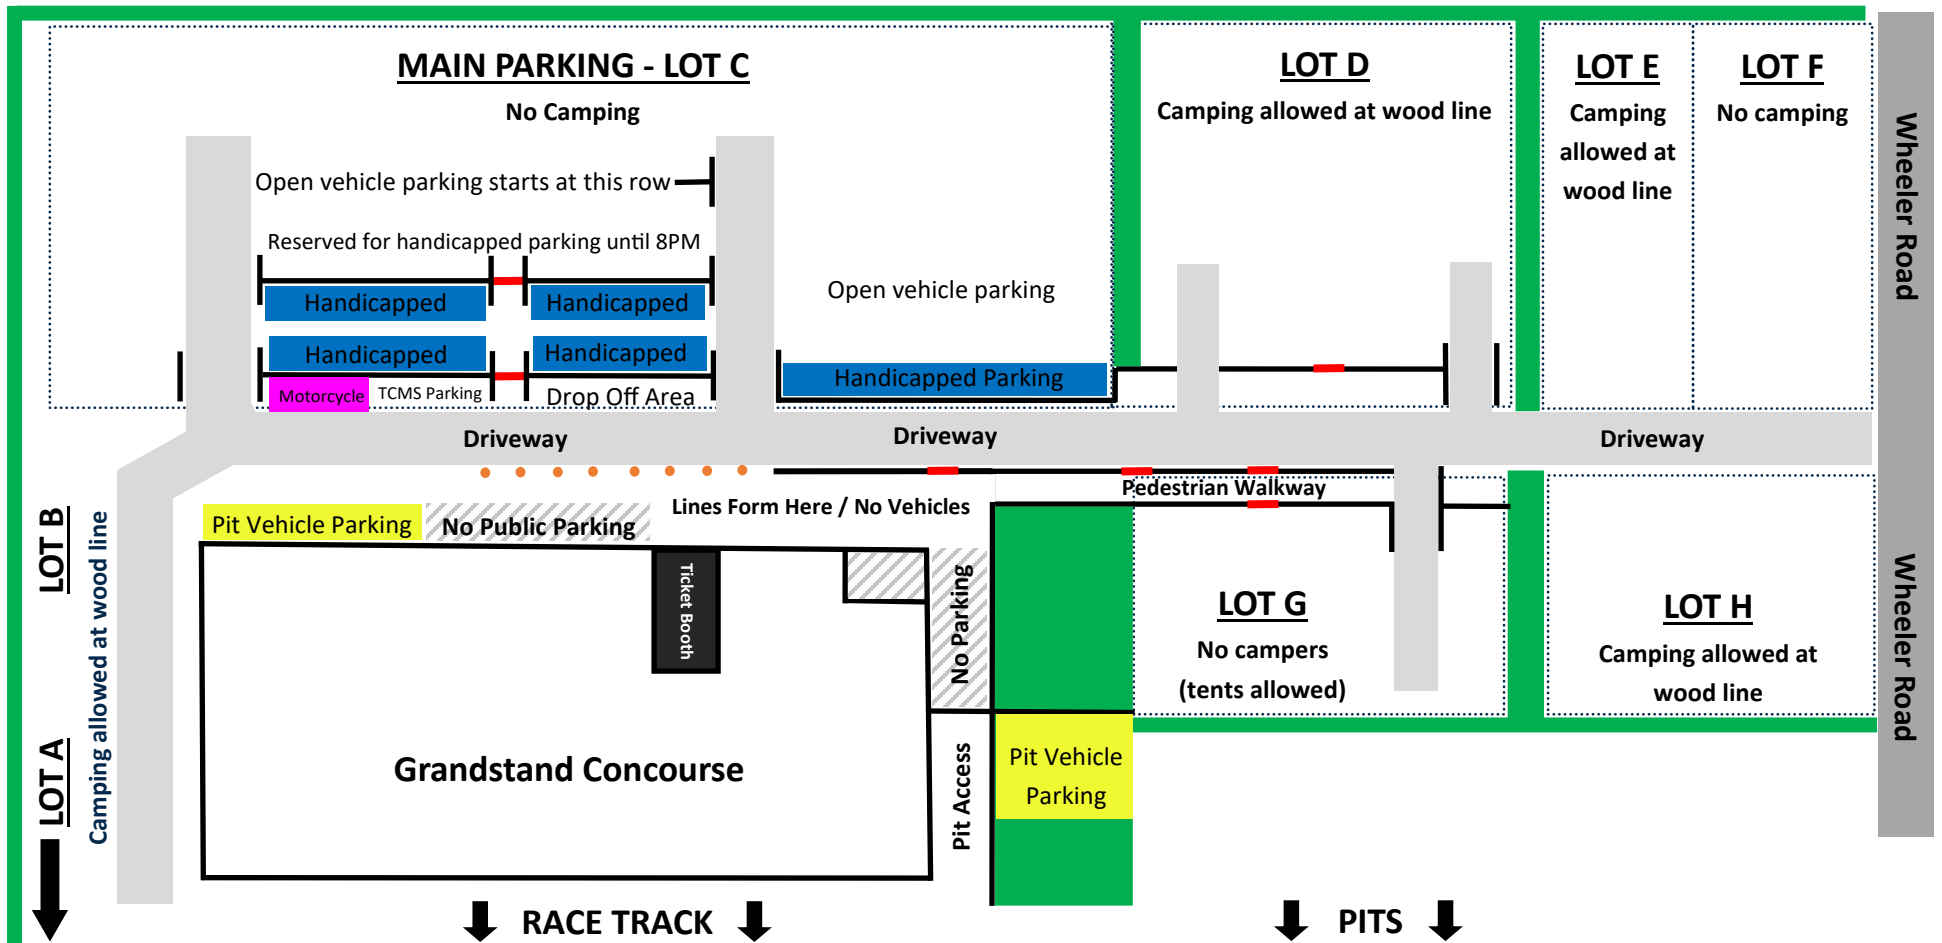 MAIN PARKING - LOT C
No Camping
LOT D
Camping allowed at wood line
LOT E
Camping
allowed at
wood line
LOT F
No camping
Wheeler Road
Open vehicle parking starts at this row
Reserved for handicapped parking until 8PM
Handicapped
Handicapped
Open vehicle parking
Handicapped
Handicapped
Handicapped Parking
Motorcycle
TCMS Parking
Drop Off Area
Driveway
Driveway
Driveway
Pedestrian Walkway
Lines Form Here / No Vehicles
Pit Vehicle Parking
No Public Parking
LOT B
LOT A
Camping allowed at wood line
Ticket Booth
No Parking
LOT G
No campers
(tents allowed)
LOT H
Camping allowed at
wood line
Wheeler Road
Grandstand Concourse
Pit Access
Pit Vehicle
Parking
RACE TRACK
PITS